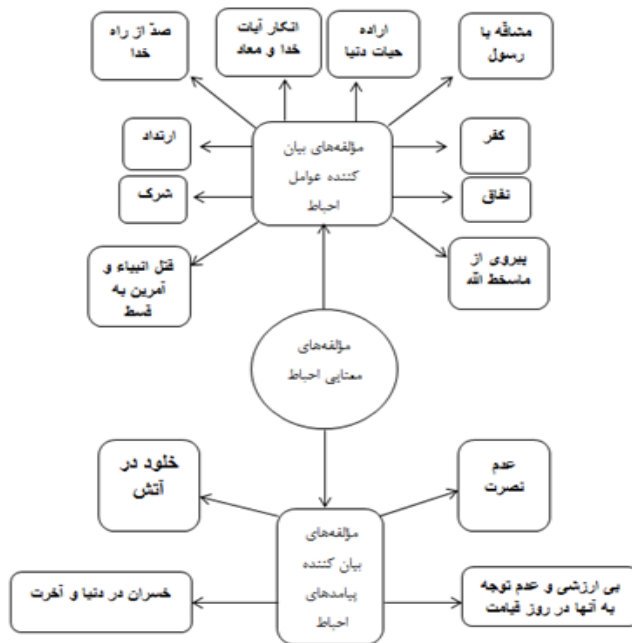 مشاقّه با
رسول
اراده
حیات دنیا
انکار آیات
خدا و معاد
صدّ از راه
خدا
کفر
نفاق
پیروی از
ماسخط الله
ارتداد
شرک
قتل انبیاء و
آمرین به
قسط
مؤلفه‌های بیان
کننده عوامل
احباط
مؤلفه‌های
معنایی احباط
عدم
نصرت
خلود در
آتش
مؤلفه‌های
بیان کننده
پیامدهای
احباط
بی ارزشی و عدم توجه
به آنها در روز قیامت
خسران در دنیا و آخرت